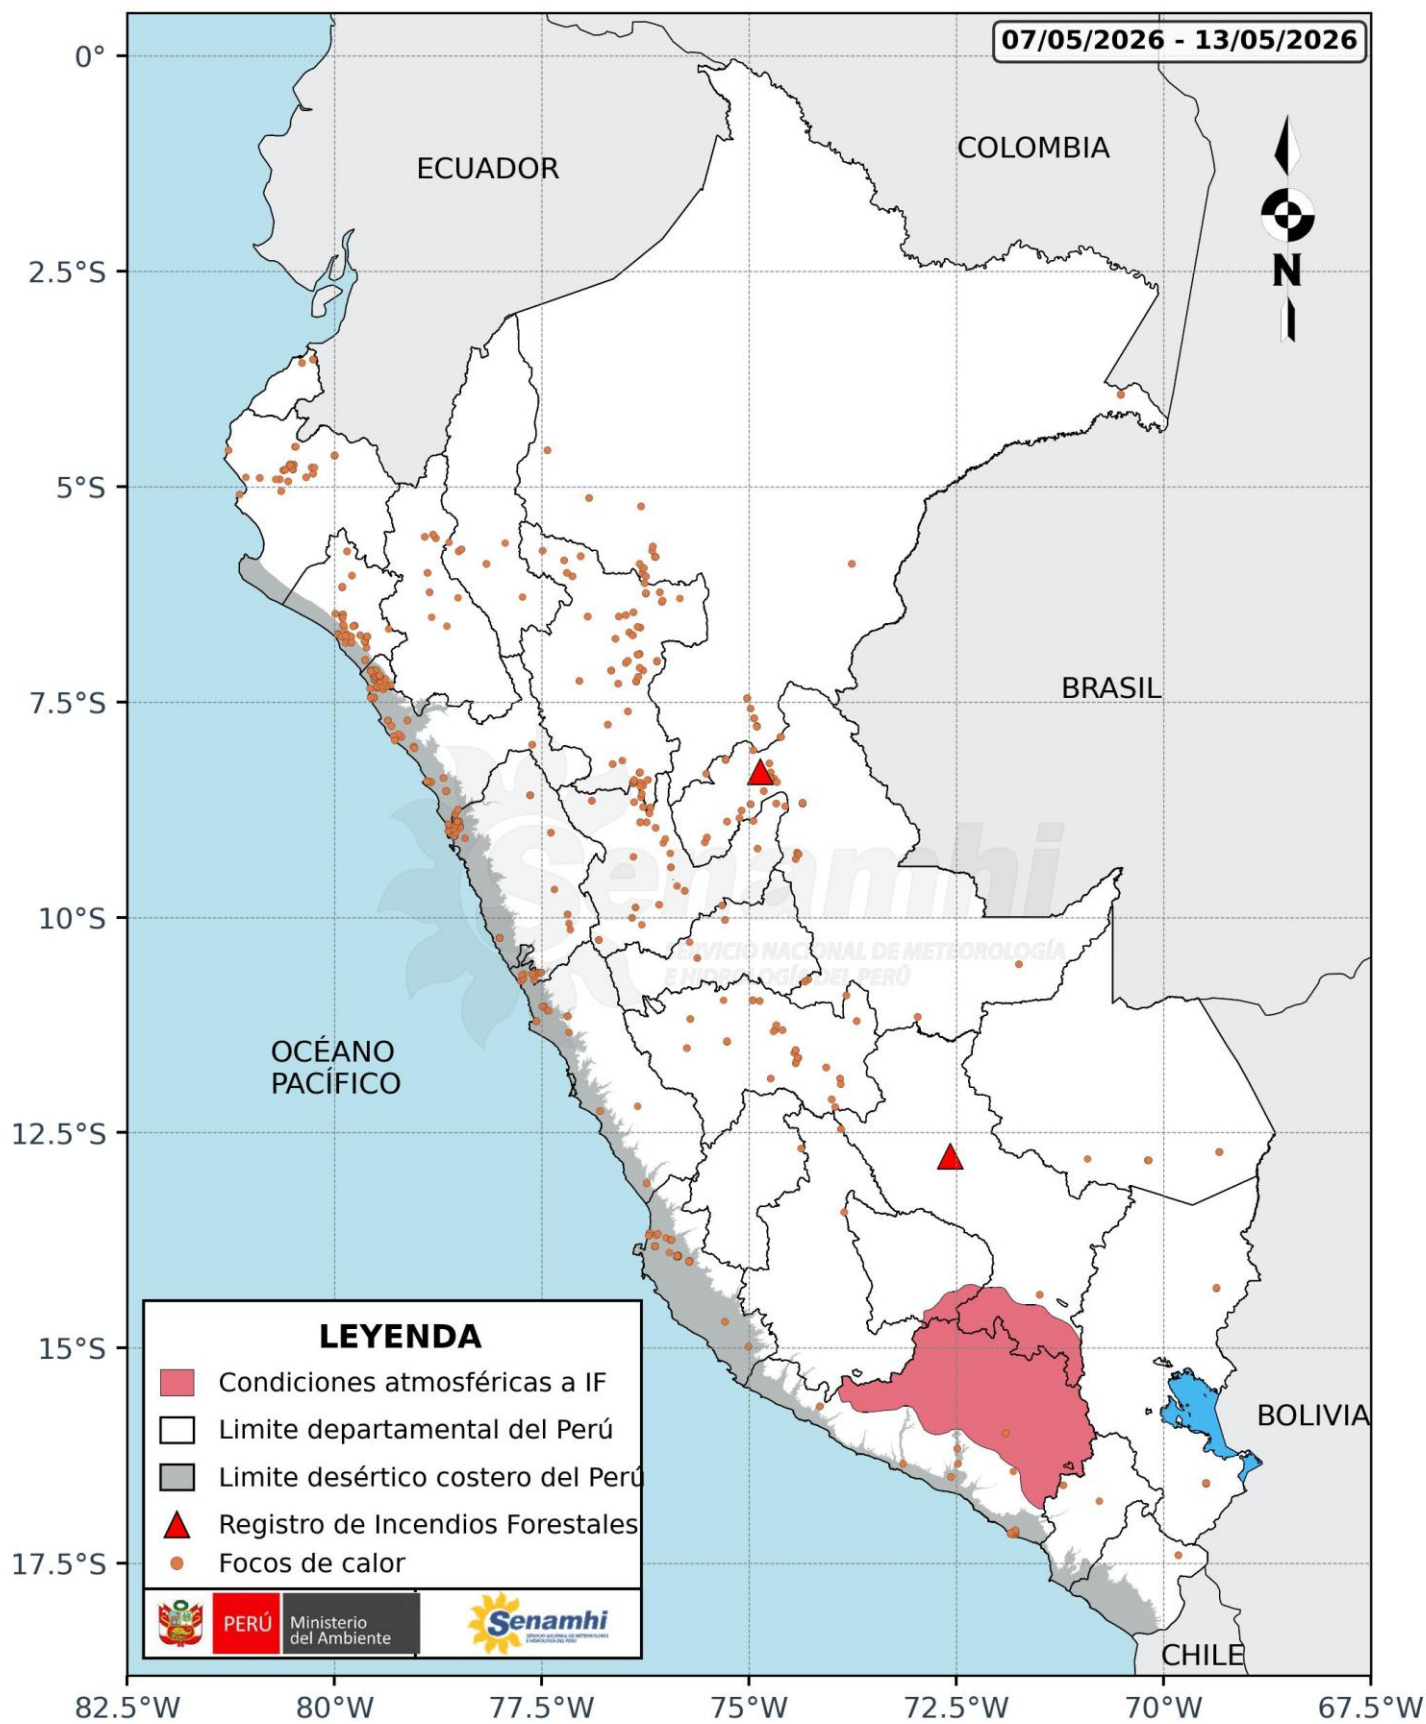 07/05/2026 - 13/05/2026
0°
2.5°S
5°S
7.5°S
10°S
12.5°S
15°S
17.5°S
82.5°W
80°W
77.5°W
75°W
72.5°W
70°W
67.5°W
ECUADOR
COLOMBIA
N
BRASIL
Senamhi
SERVICIO NACIONAL DE METEOROLOGÍA
E HIDROLOGÍA DEL PERÚ
OCÉANO
PACÍFICO
BOLIVIA
CHILE
LEYENDA
Condiciones atmosféricas a IF
Limite departamental del Perú
Limite desértico costero del Perú
Registro de Incendios Forestales
Focos de calor
PERÚ
Ministerio
del Ambiente
Senamhi